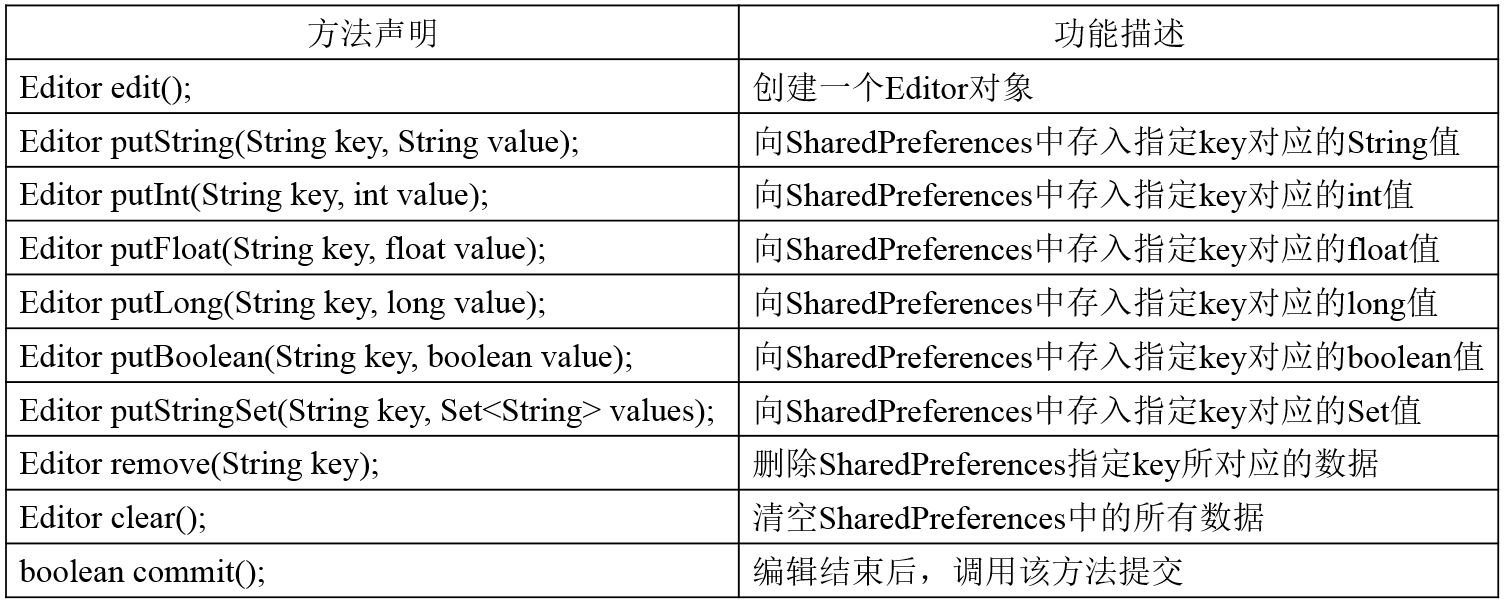 方法声明 功能描述
Editor edit(); 创建一个Editor对象
Editor putString(String key, String value); 向SharedPreferences中存入指定key对应的String值
Editor putInt(String key, int value); 向SharedPreferences中存入指定key对应的int值
Editor putFloat(String key, float value); 向SharedPreferences中存入指定key对应的float值
Editor putLong(String key, long value); 向SharedPreferences中存入指定key对应的long值
Editor putBoolean(String key, boolean value); 向SharedPreferences中存入指定key对应的boolean值
Editor putStringSet(String key, Set<String> values); 向SharedPreferences中存入指定key对应的Set值
Editor remove(String key); 删除SharedPreferences指定key所对应的数据
Editor clear(); 清空SharedPreferences中的所有数据
boolean commit(); 编辑结束后，调用该方法提交